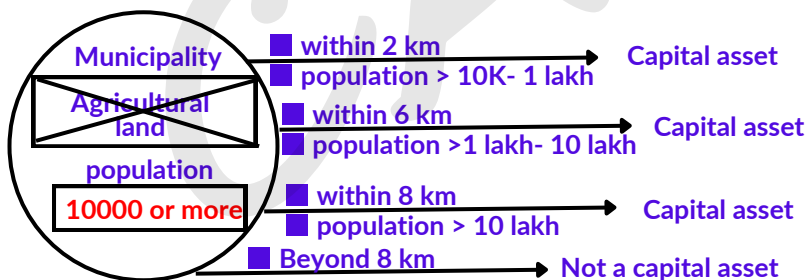 Municipality
Agricultural
land
population
10000 or more
within 2 km
population > 10K- 1 lakh
Capital asset
within 6 km
population >1 lakh- 10 lakh
Capital asset
within 8 km
population > 10 lakh
Capital asset
Beyond 8 km
Not a capital asset